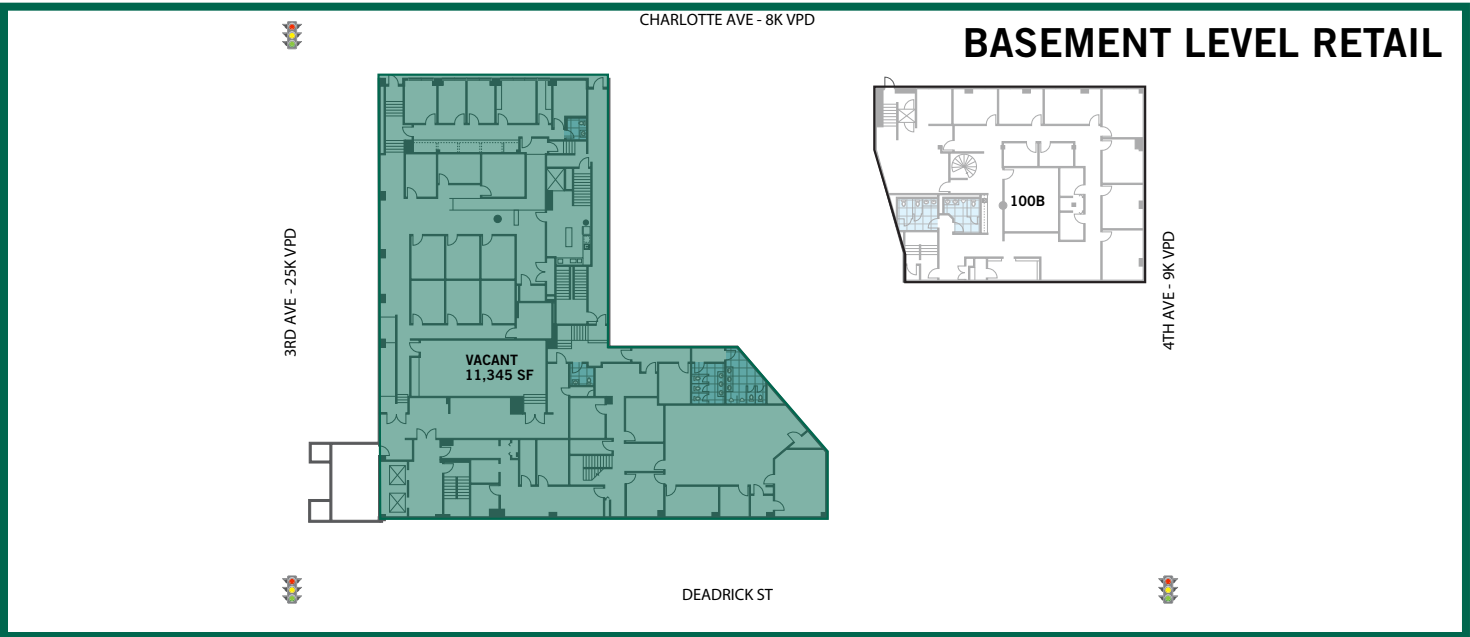 CHARLOTTE AVE - 8K VPD
BASEMENT LEVEL RETAIL
3RD AVE - 25K VPD
VACANT
11,345 SF
100B
4TH AVE - 9K VPD
DEADRICK ST